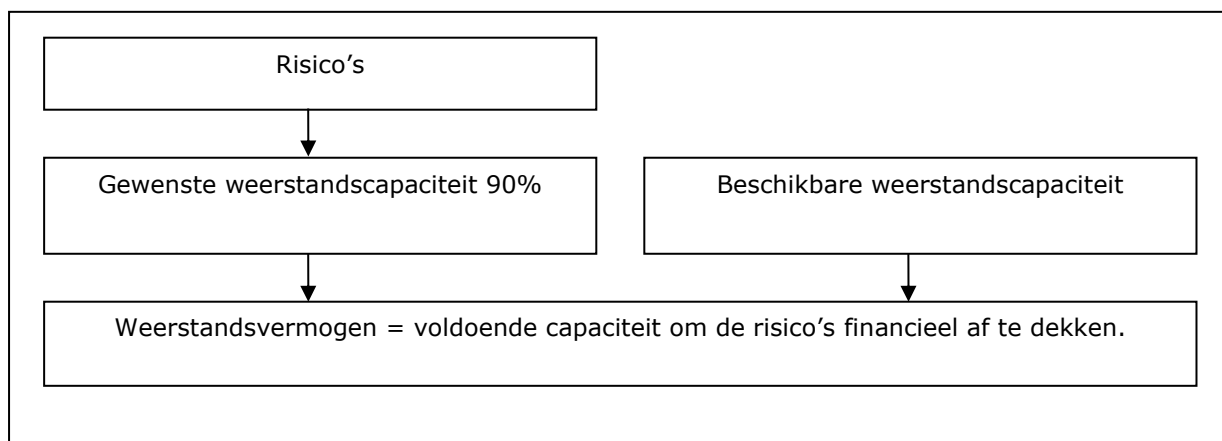 Risico’s
Gewenste weerstandscapaciteit 90%
Beschikbare weerstandscapaciteit
Weerstandsvermogen = voldoende capaciteit om de risico’s financieel af te dekken.